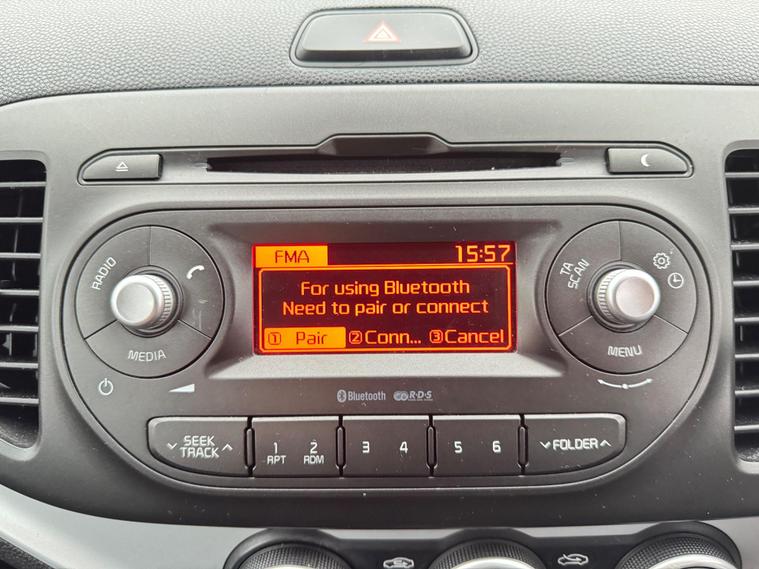 FMA 15:57
For using Bluetooth
Need to pair or connect
① Pair ②Conn... ③Cancel
RADIO
MEDIA
TA
SCAN
MENU
Bluetooth R·D·S
SEEK
TRACK
1 2 3 4 5 6
RPT RDM
FOLDER